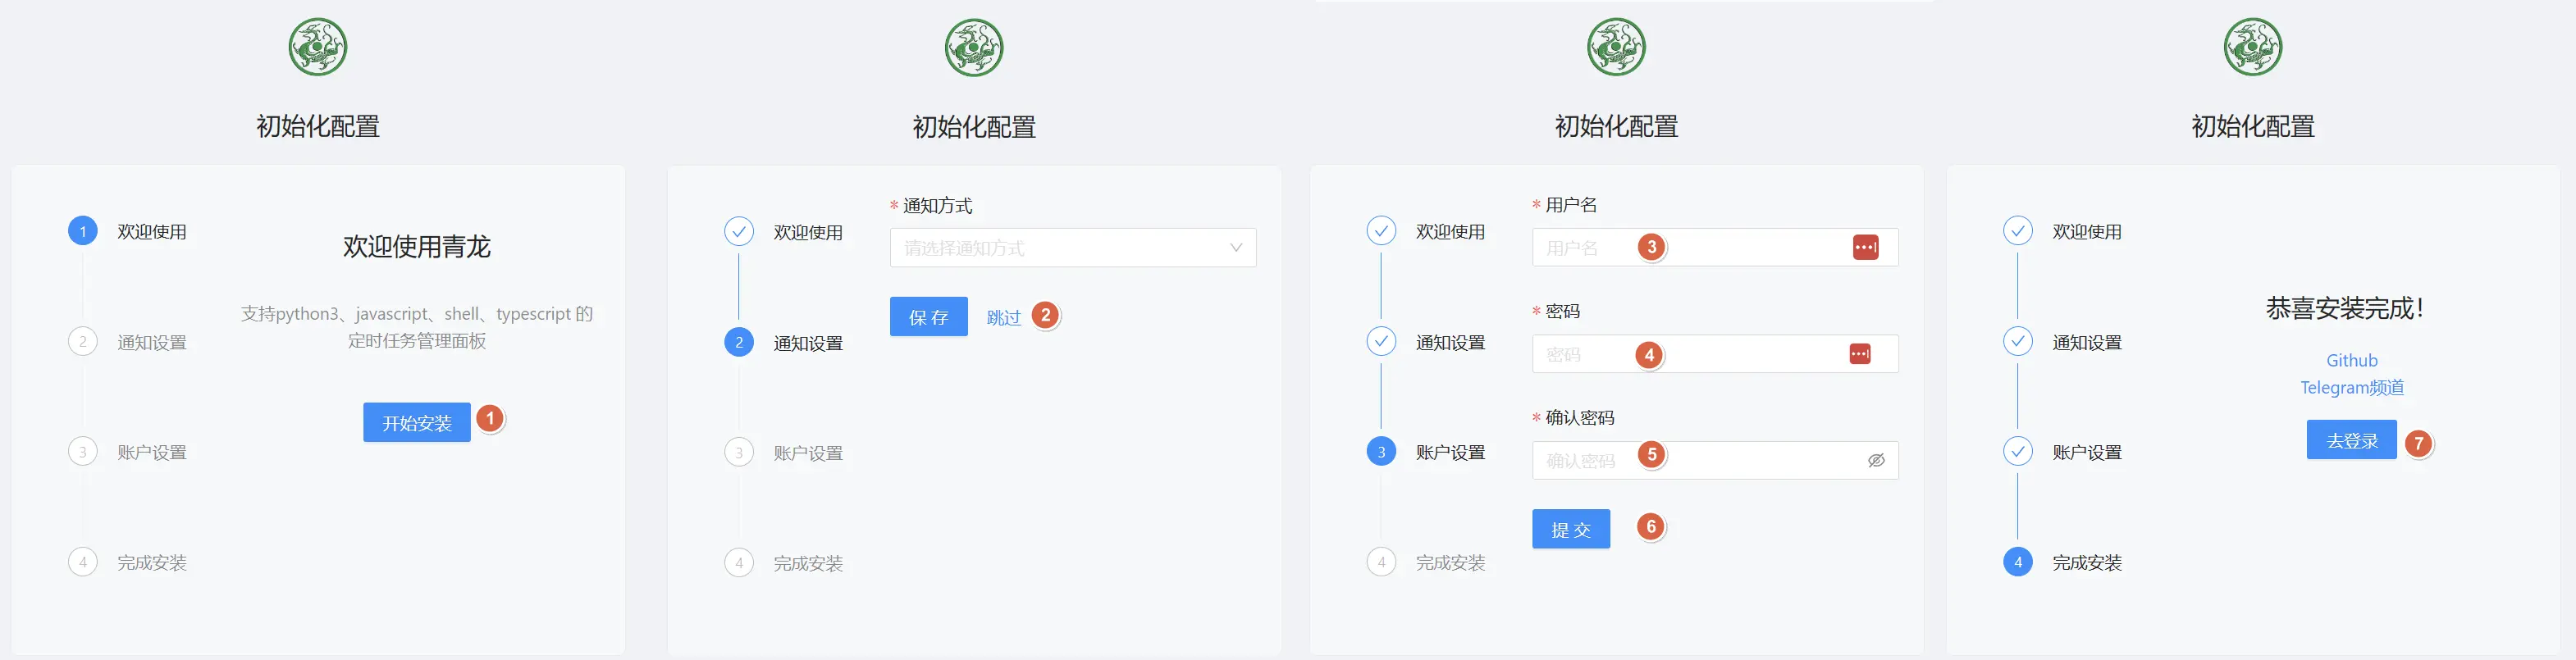 初始化配置
1 欢迎使用
2 通知设置
3 账户设置
4 完成安装
欢迎使用青龙
支持python3、javascript、shell、typescript 的
定时任务管理面板
开始安装 1
初始化配置
欢迎使用
2 通知设置
3 账户设置
4 完成安装
* 通知方式
请选择通知方式
保 存 跳过 2
初始化配置
欢迎使用
通知设置
3 账户设置
4 完成安装
* 用户名
用户名 3
* 密码
密码 4
* 确认密码
确认密码 5
提 交 6
初始化配置
欢迎使用
通知设置
账户设置
4 完成安装
恭喜安装完成！
Github
Telegram频道
去登录 7